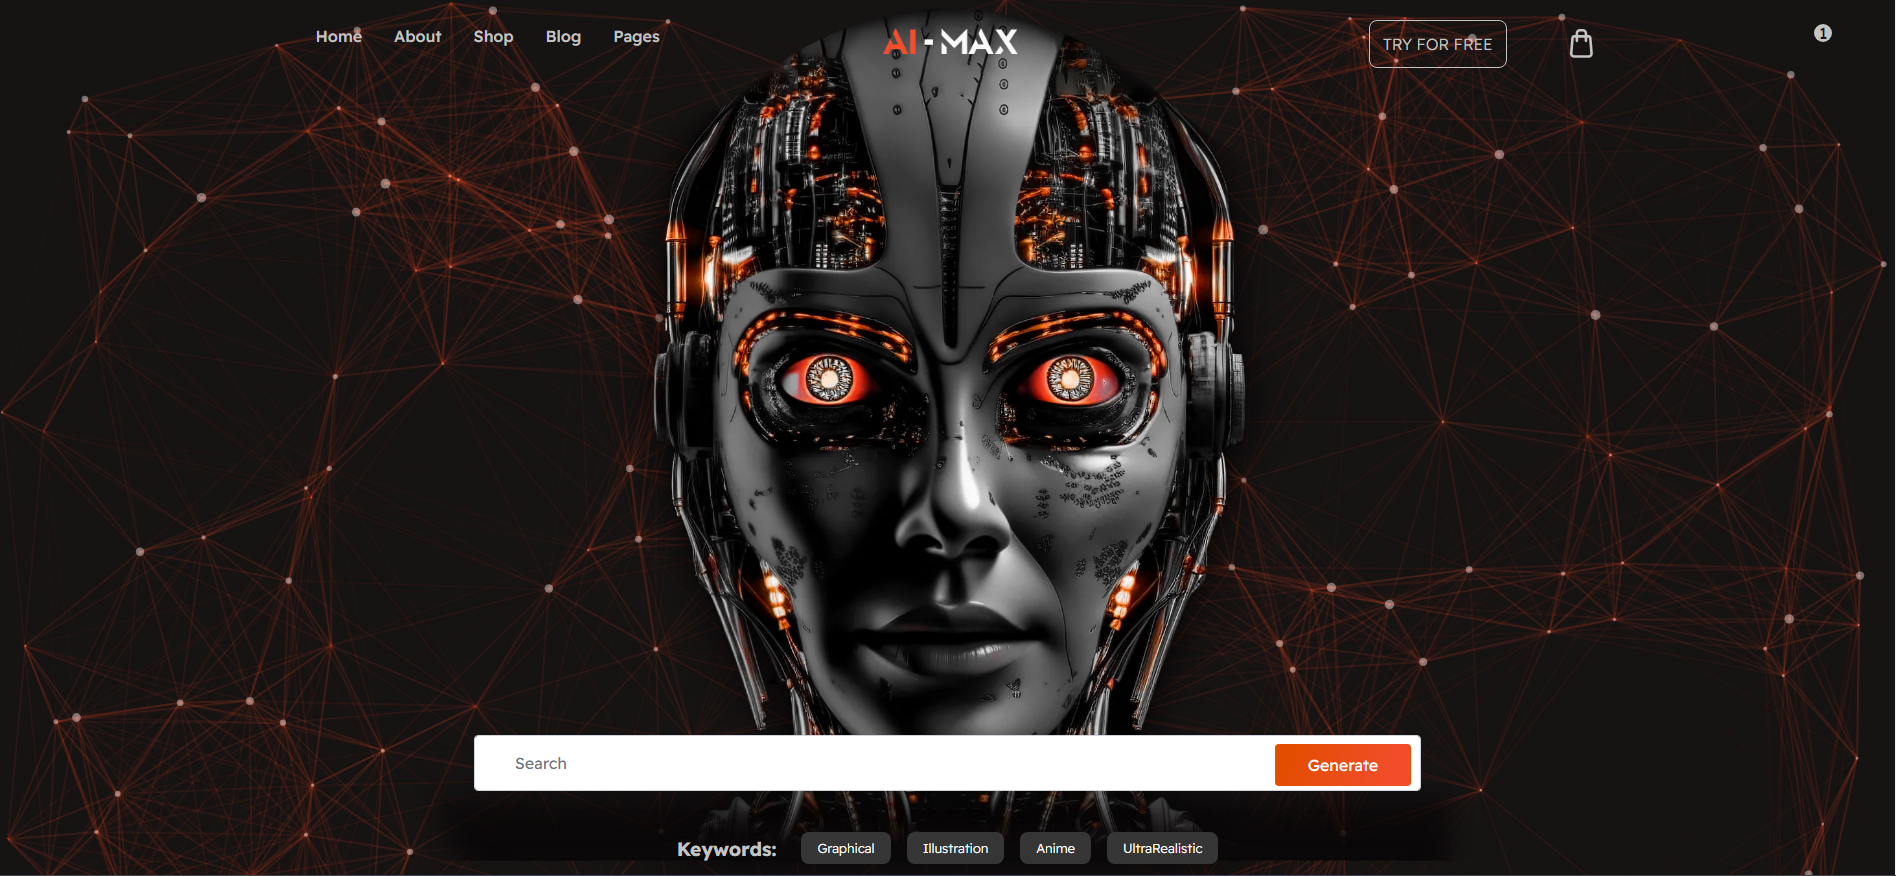 Home About Shop Blog Pages
AI - MAX
TRY FOR FREE
1
Search
Generate
Keywords: Graphical Illustration Anime UltraRealistic